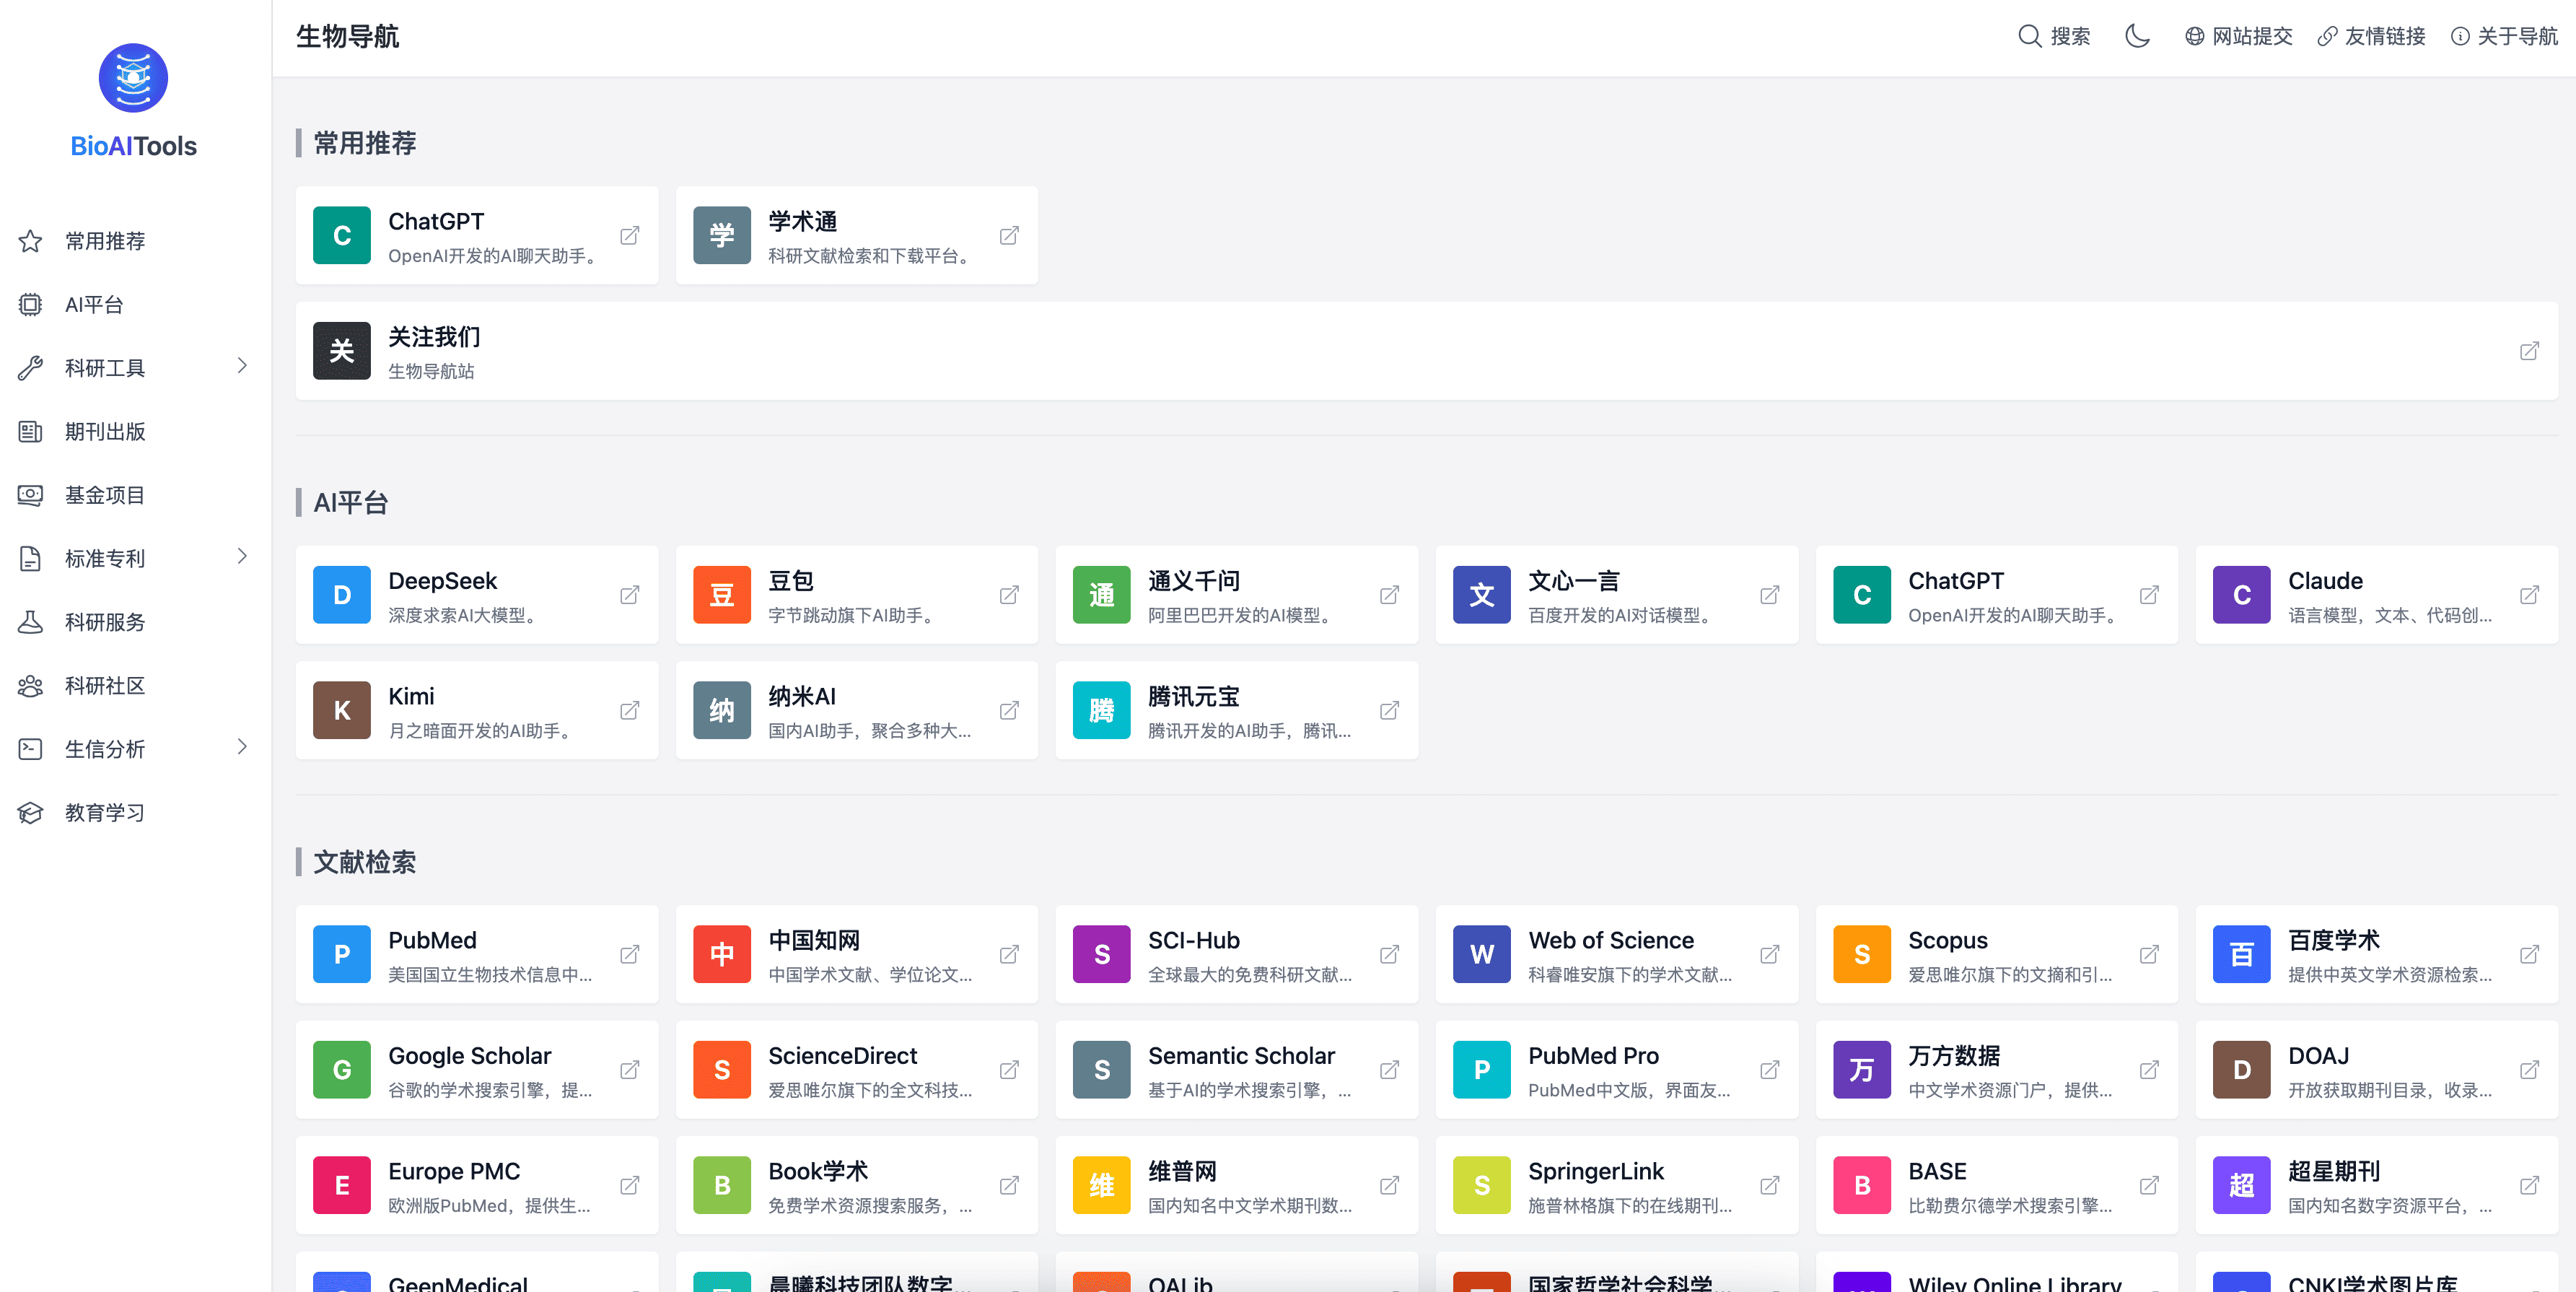 BioAITools
常用推荐
AI平台
科研工具
期刊出版
基金项目
标准专利
科研服务
科研社区
生信分析
教育学习
生物导航
搜索
网站提交
友情链接
关于导航
常用推荐
C
ChatGPT
OpenAI开发的AI聊天助手。
学
学术通
科研文献检索和下载平台。
关
关注我们
生物导航站
AI平台
D
DeepSeek
深度求索AI大模型。
豆
豆包
字节跳动旗下AI助手。
通
通义千问
阿里巴巴开发的AI模型。
文
文心一言
百度开发的AI对话模型。
C
ChatGPT
OpenAI开发的AI聊天助手。
C
Claude
语言模型，文本、代码创...
K
Kimi
月之暗面开发的AI助手。
纳
纳米AI
国内AI助手，聚合多种大...
腾
腾讯元宝
腾讯开发的AI助手，腾讯...
文献检索
P
PubMed
美国国立生物技术信息中...
中
中国知网
中国学术文献、学位论文...
S
SCI-Hub
全球最大的免费科研文献...
W
Web of Science
科睿唯安旗下的学术文献...
S
Scopus
爱思唯尔旗下的文摘和引...
百
百度学术
提供中英文学术资源检索...
G
Google Scholar
谷歌的学术搜索引擎，提...
S
ScienceDirect
爱思唯尔旗下的全文科技...
S
Semantic Scholar
基于AI的学术搜索引擎，...
P
PubMed Pro
PubMed中文版，界面友...
万
万方数据
中文学术资源门户，提供...
D
DOAJ
开放获取期刊目录，收录...
E
Europe PMC
欧洲版PubMed，提供生...
B
Book学术
免费学术资源搜索服务，...
维
维普网
国内知名中文学术期刊数...
S
SpringerLink
施普林格旗下的在线期刊...
B
BASE
比勒费尔德学术搜索引擎...
超
超星期刊
国内知名数字资源平台，...
GeenMedical
晨曦科技团队数字...
OALib
国家哲学社会科学...
Wiley Online Library
CNKI学术图片库